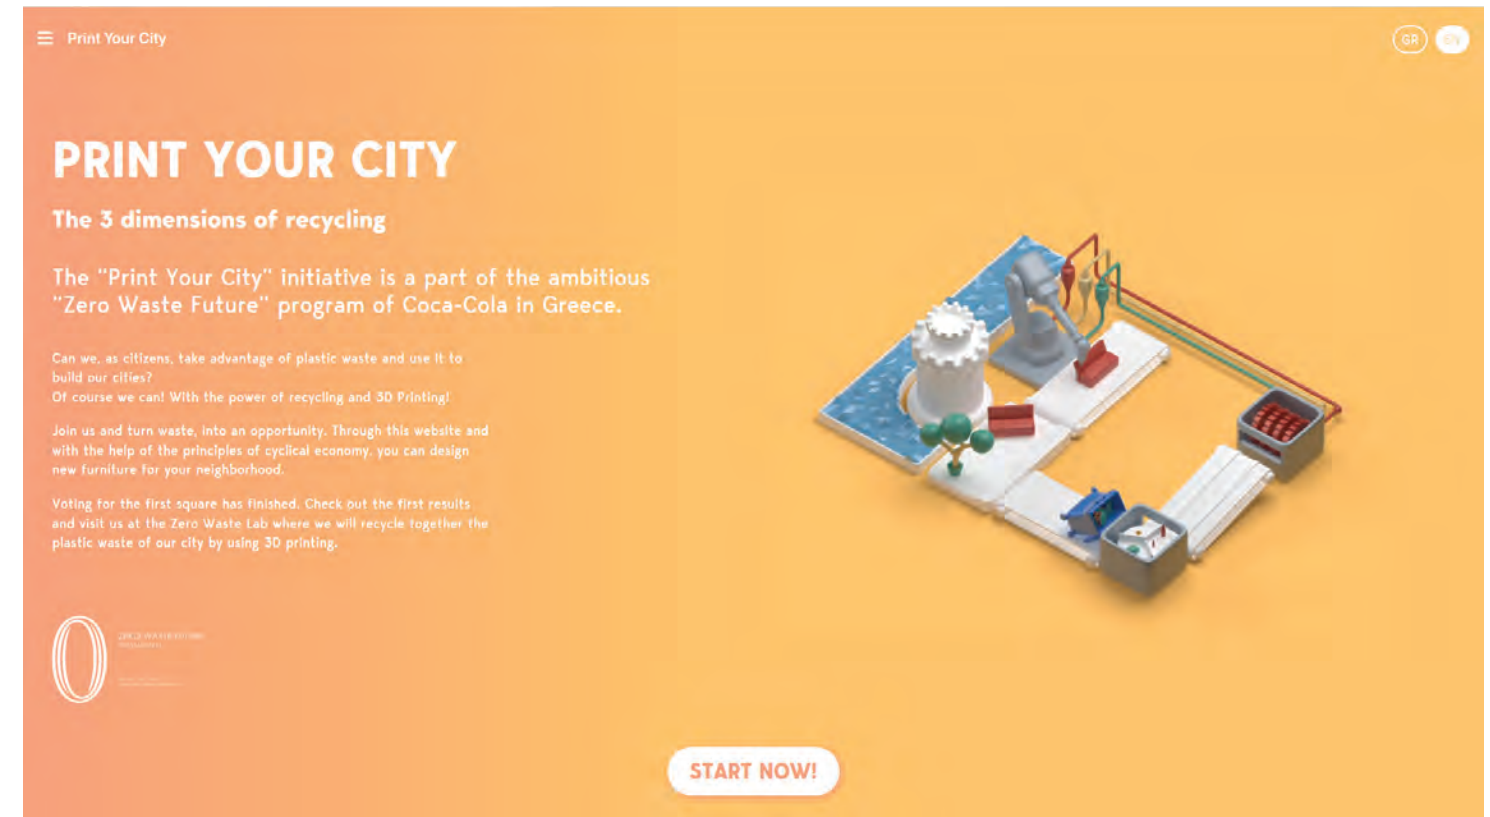 Print Your City
GR
EN
PRINT YOUR CITY
The 3 dimensions of recycling
The "Print Your City" initiative is a part of the ambitious
"Zero Waste Future" program of Coca-Cola in Greece.
Can we, as citizens, take advantage of plastic waste and use it to
build our cities?
Of course we can! With the power of recycling and 3D Printing!
Join us and turn waste, into an opportunity. Through this website and
with the help of the principles of cyclical economy, you can design
new furniture for your neighborhood.
Voting for the first square has finished. Check out the first results
and visit us at the Zero Waste Lab where we will recycle together the
plastic waste of our city by using 3D printing.
START NOW!